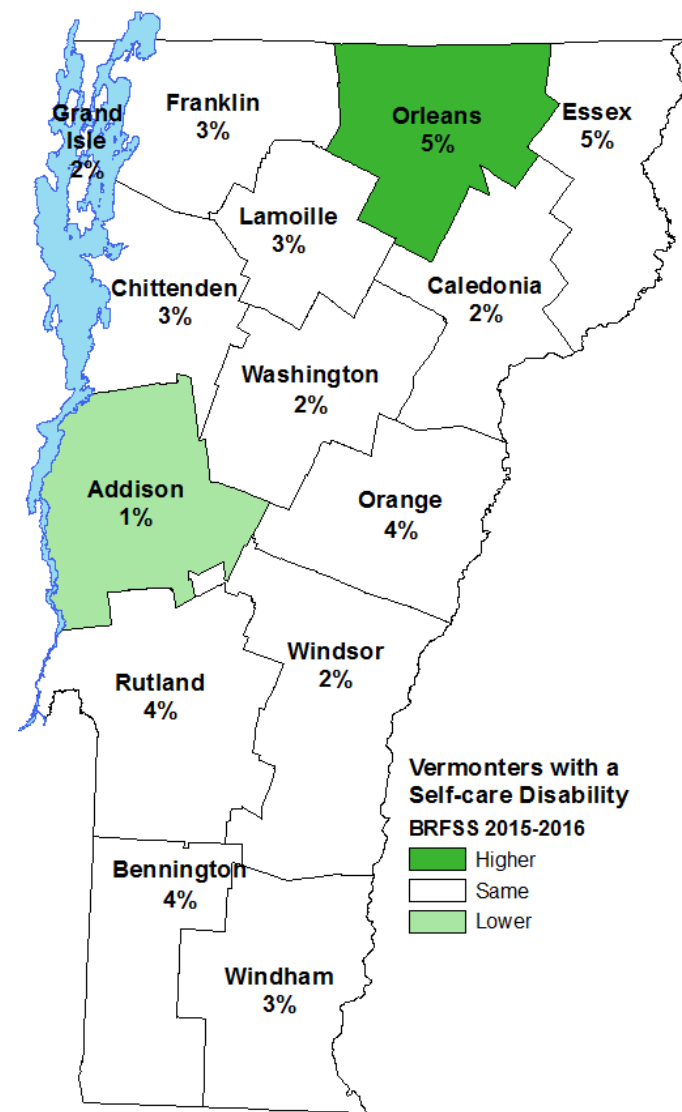 Grand
Isle
2%
Franklin
3%
Orleans
5%
Essex
5%
Lamoille
3%
Chittenden
3%
Caledonia
2%
Washington
2%
Addison
1%
Orange
4%
Windsor
2%
Rutland
4%
Bennington
4%
Windham
3%
Vermonters with a
Self-care Disability
BRFSS 2015-2016
Higher
Same
Lower